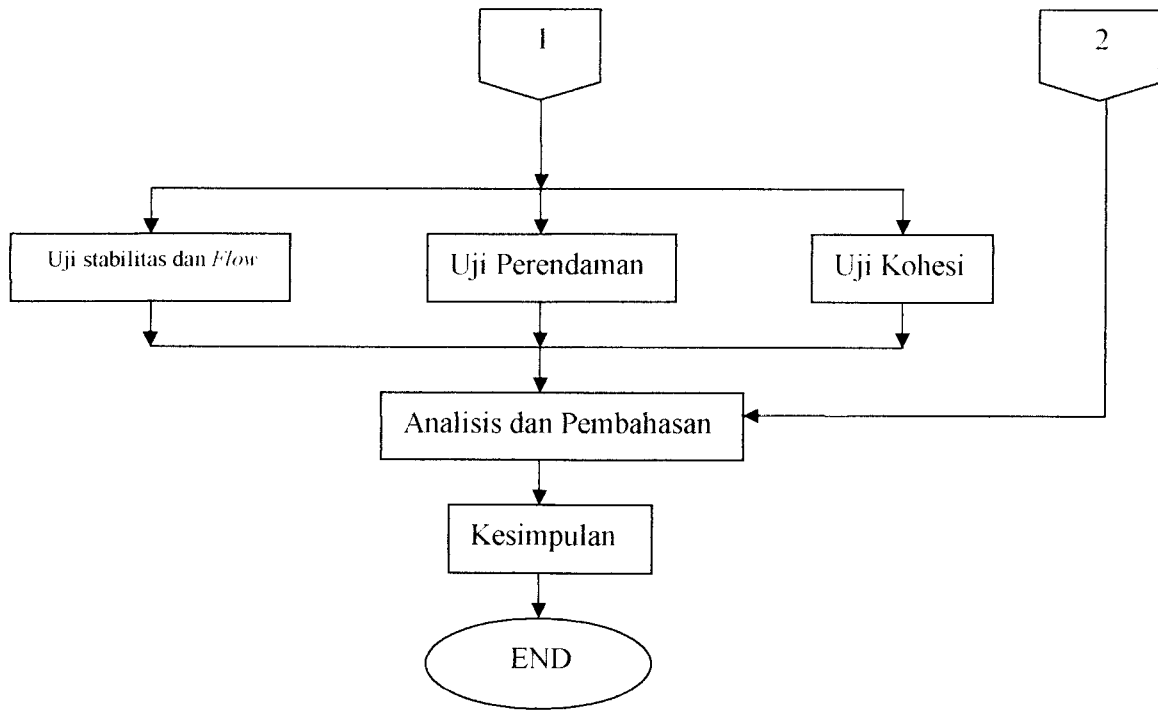 1
2
Uji stabilitas dan Flow
Uji Perendaman
Uji Kohesi
Analisis dan Pembahasan
Kesimpulan
END